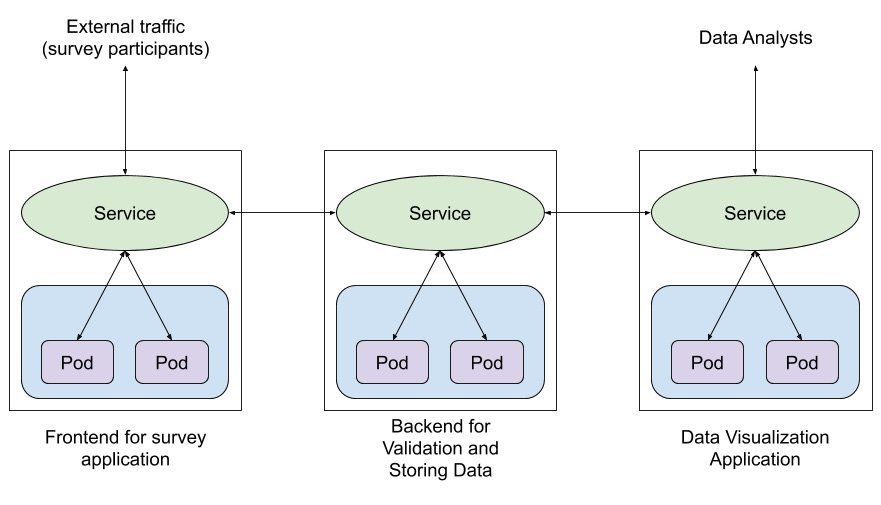 External traffic
(survey participants)
Data Analysts
Service
Service
Service
Pod
Pod
Pod
Pod
Pod
Pod
Frontend for survey
application
Backend for
Validation and
Storing Data
Data Visualization
Application